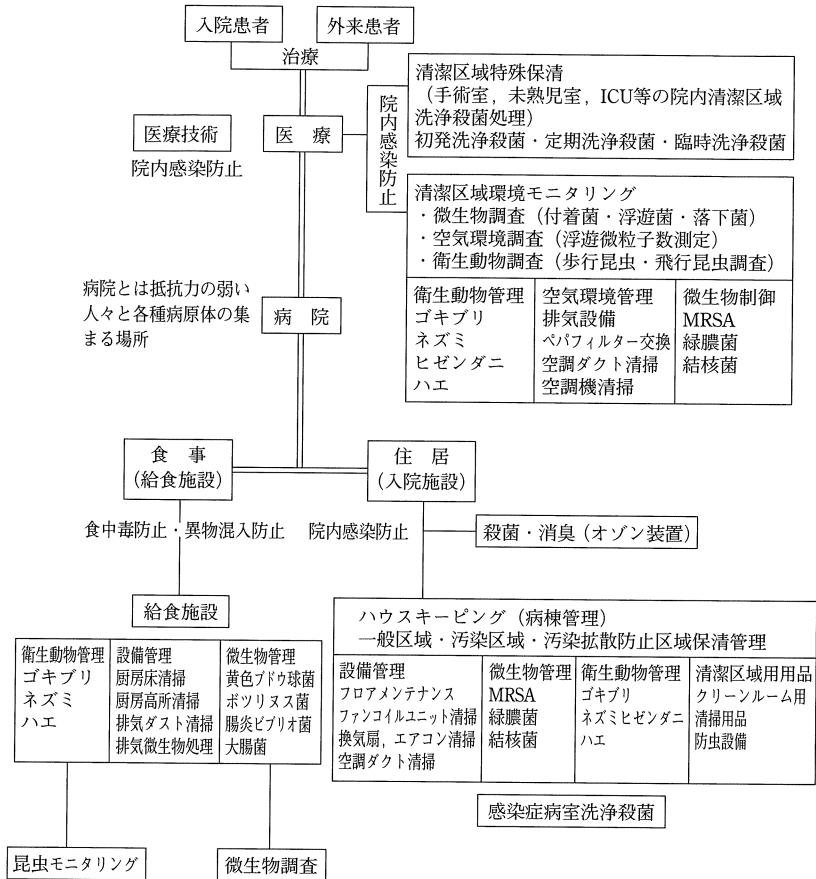 入院患者
外来患者
治療
医療技術
院内感染防止
医 療
院内感染防止
清潔区域特殊保清
（手術室，未熟児室，ICU等の院内清潔区域
洗浄殺菌処理）
初発洗浄殺菌・定期洗浄殺菌・臨時洗浄殺菌
清潔区域環境モニタリング
・微生物調査（付着菌・浮遊菌・落下菌）
・空気環境調査（浮遊微粒子数測定）
・衛生動物調査（歩行昆虫・飛行昆虫調査）
衛生動物管理
ゴキブリ
ネズミ
ヒゼンダニ
ハエ
空気環境管理
排気設備
ペパフィルター交換
空調ダクト清掃
空調機清掃
微生物制御
MRSA
緑膿菌
結核菌
病院とは抵抗力の弱い
人々と各種病原体の集
まる場所
病 院
食 事
（給食施設）
住 居
（入院施設）
食中毒防止・異物混入防止
院内感染防止
殺菌・消臭（オゾン装置）
給食施設
衛生動物管理
ゴキブリ
ネズミ
ハエ
設備管理
厨房床清掃
厨房高所清掃
排気ダスト清掃
排気微生物処理
微生物管理
黄色ブドウ球菌
ボツリヌス菌
腸炎ビブリオ菌
大腸菌
昆虫モニタリング
微生物調査
ハウスキーピング（病棟管理）
一般区域・汚染区域・汚染拡散防止区域保清管理
設備管理
フロアメンテナンス
ファンコイルユニット清掃
換気扇，エアコン清掃
空調ダクト清掃
微生物管理
MRSA
緑膿菌
結核菌
衛生動物管理
ゴキブリ
ネズミヒゼンダニ
ハエ
清潔区域用用品
クリーンルーム用
清掃用品
防虫設備
感染症病室洗浄殺菌